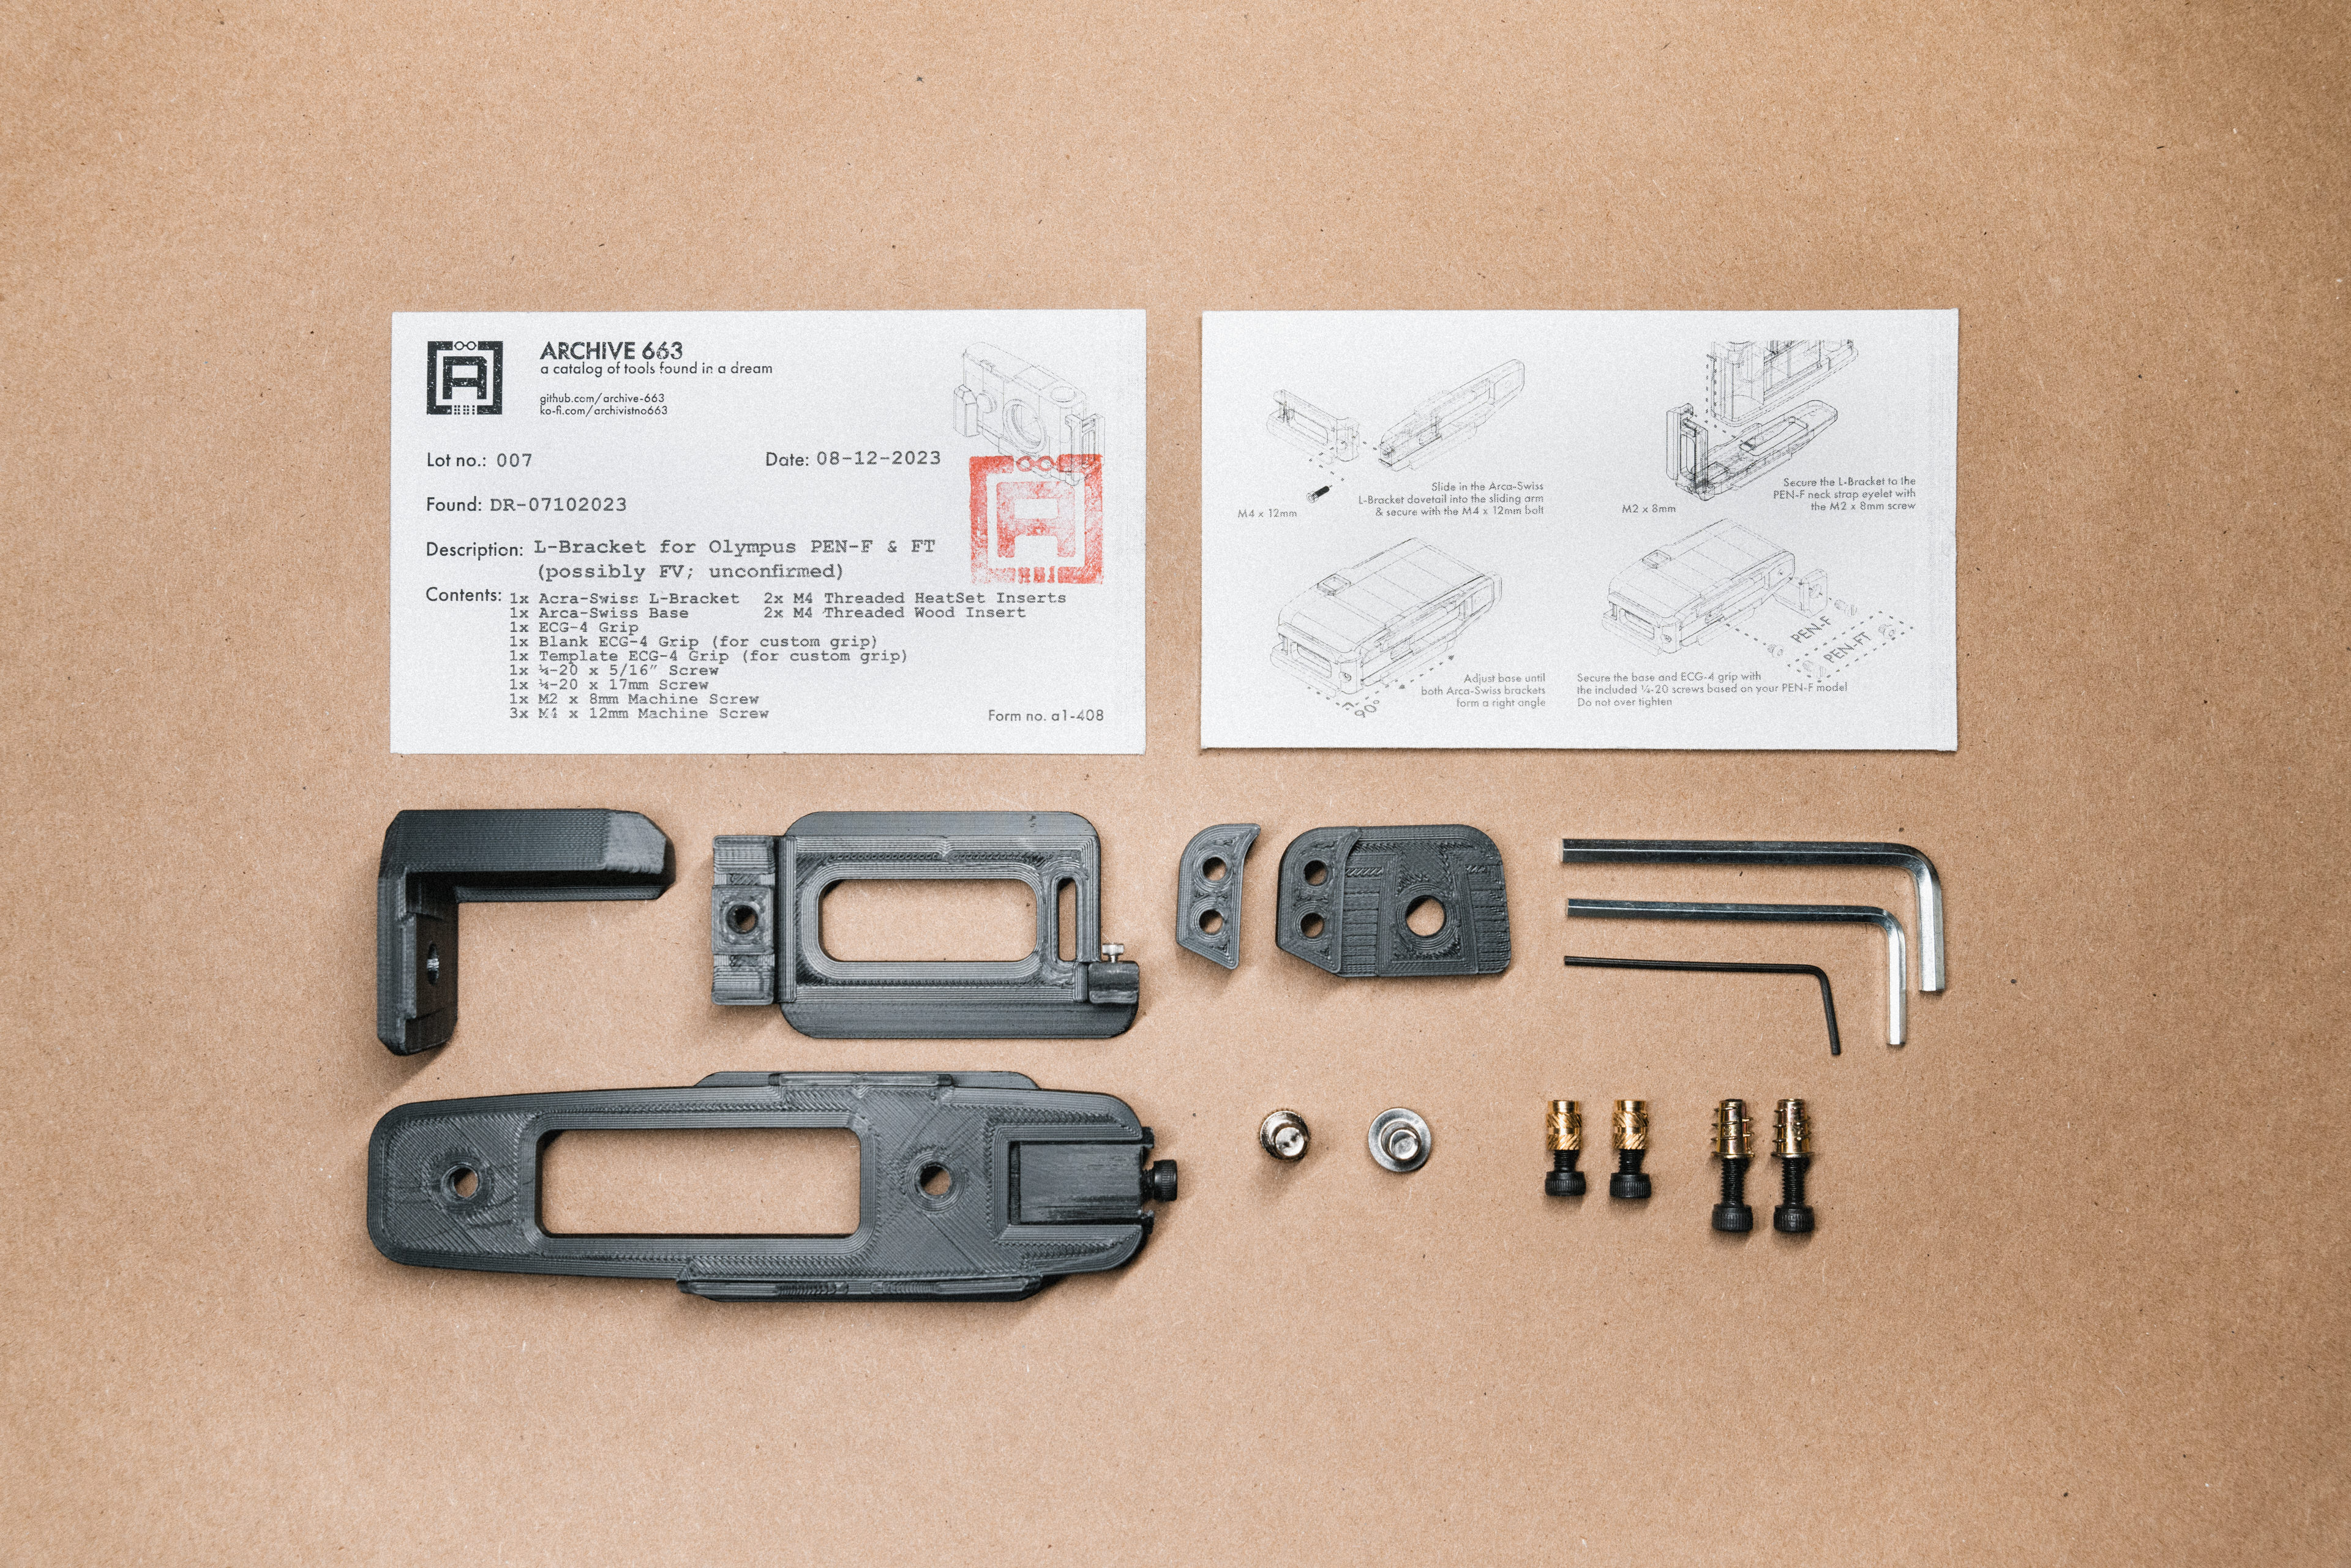 ARCHIVE 663
a catalog of tools found in a dream
github.com/archive-663
ko-fi.com/archivistno663
Lot no.: 007
Date: 08-12-2023
Found: DR-07102023
Description: L-Bracket for Olympus PEN-F & FT
(possibly FV; unconfirmed)
Contents: 1x Acra-Swiss L-Bracket 2x M4 Threaded HeatSet Inserts
1x Arca-Swiss Base 2x M4 Threaded Wood Insert
1x ECG-4 Grip
1x Blank ECG-4 Grip (for custom grip)
1x Template ECG-4 Grip (for custom grip)
1x ¼-20 x 5/16" Screw
1x ¼-20 x 17mm Screw
1x M2 x 8mm Machine Screw
3x M4 x 12mm Machine Screw
Form no. a1-408
Slide in the Arca-Swiss
L-Bracket dovetail into the sliding arm
& secure with the M4 x 12mm bolt
M4 x 12mm
Secure the L-Bracket to the
PEN-F neck strap eyelet with
the M2 x 8mm screw
M2 x 8mm
Adjust base until
both Arca-Swiss brackets
form a right angle
90°
PEN-F
PEN-FT
Secure the base and ECG-4 grip with
the included ¼-20 screws based on your PEN-F model
Do not over tighten